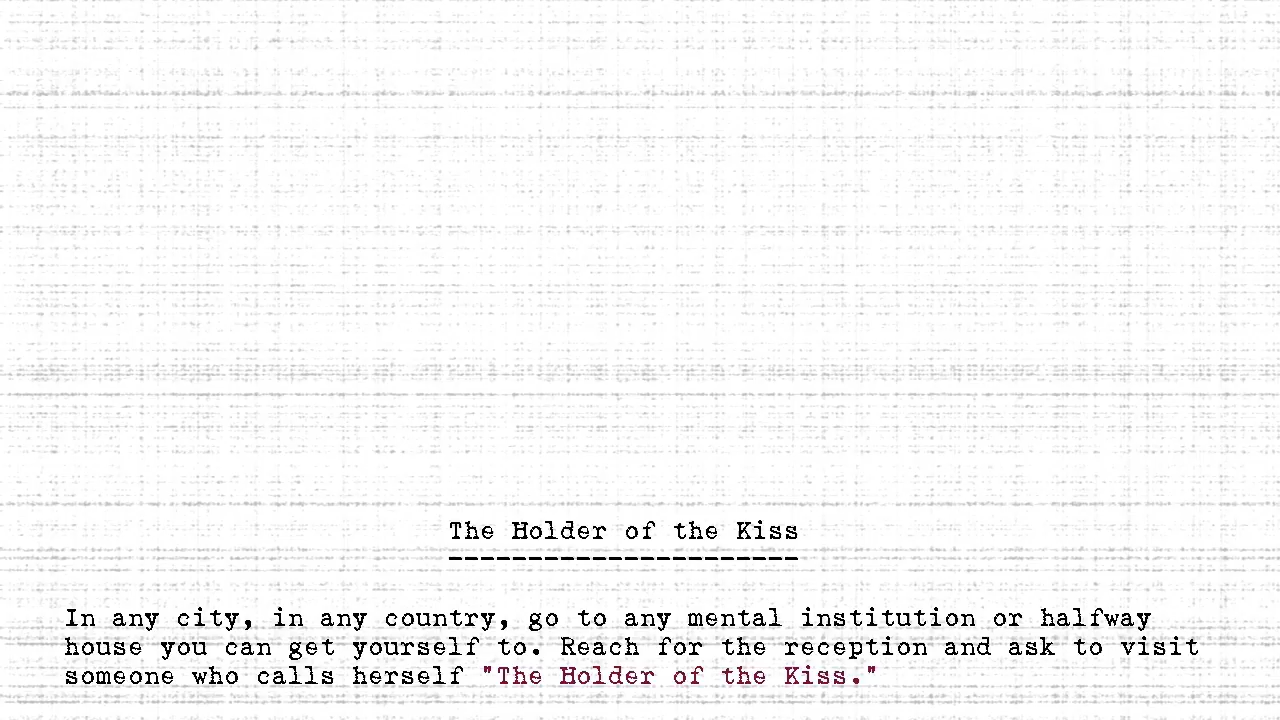 The Holder of the Kiss
----------------------
In any city, in any country, go to any mental institution or halfway
house you can get yourself to. Reach for the reception and ask to visit
someone who calls herself "The Holder of the Kiss."